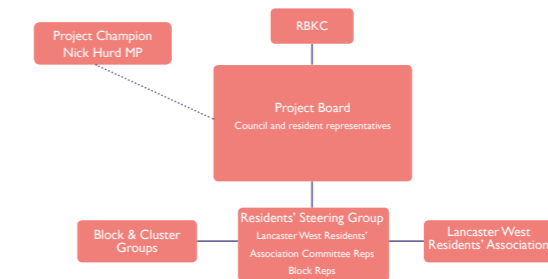 Project Champion
Nick Hurd MP
RBKC
Project Board
Council and resident representatives
Residents' Steering Group
Lancaster West Residents'
Association Committee Reps
Block Reps
Block & Cluster
Groups
Lancaster West
Residents' Association